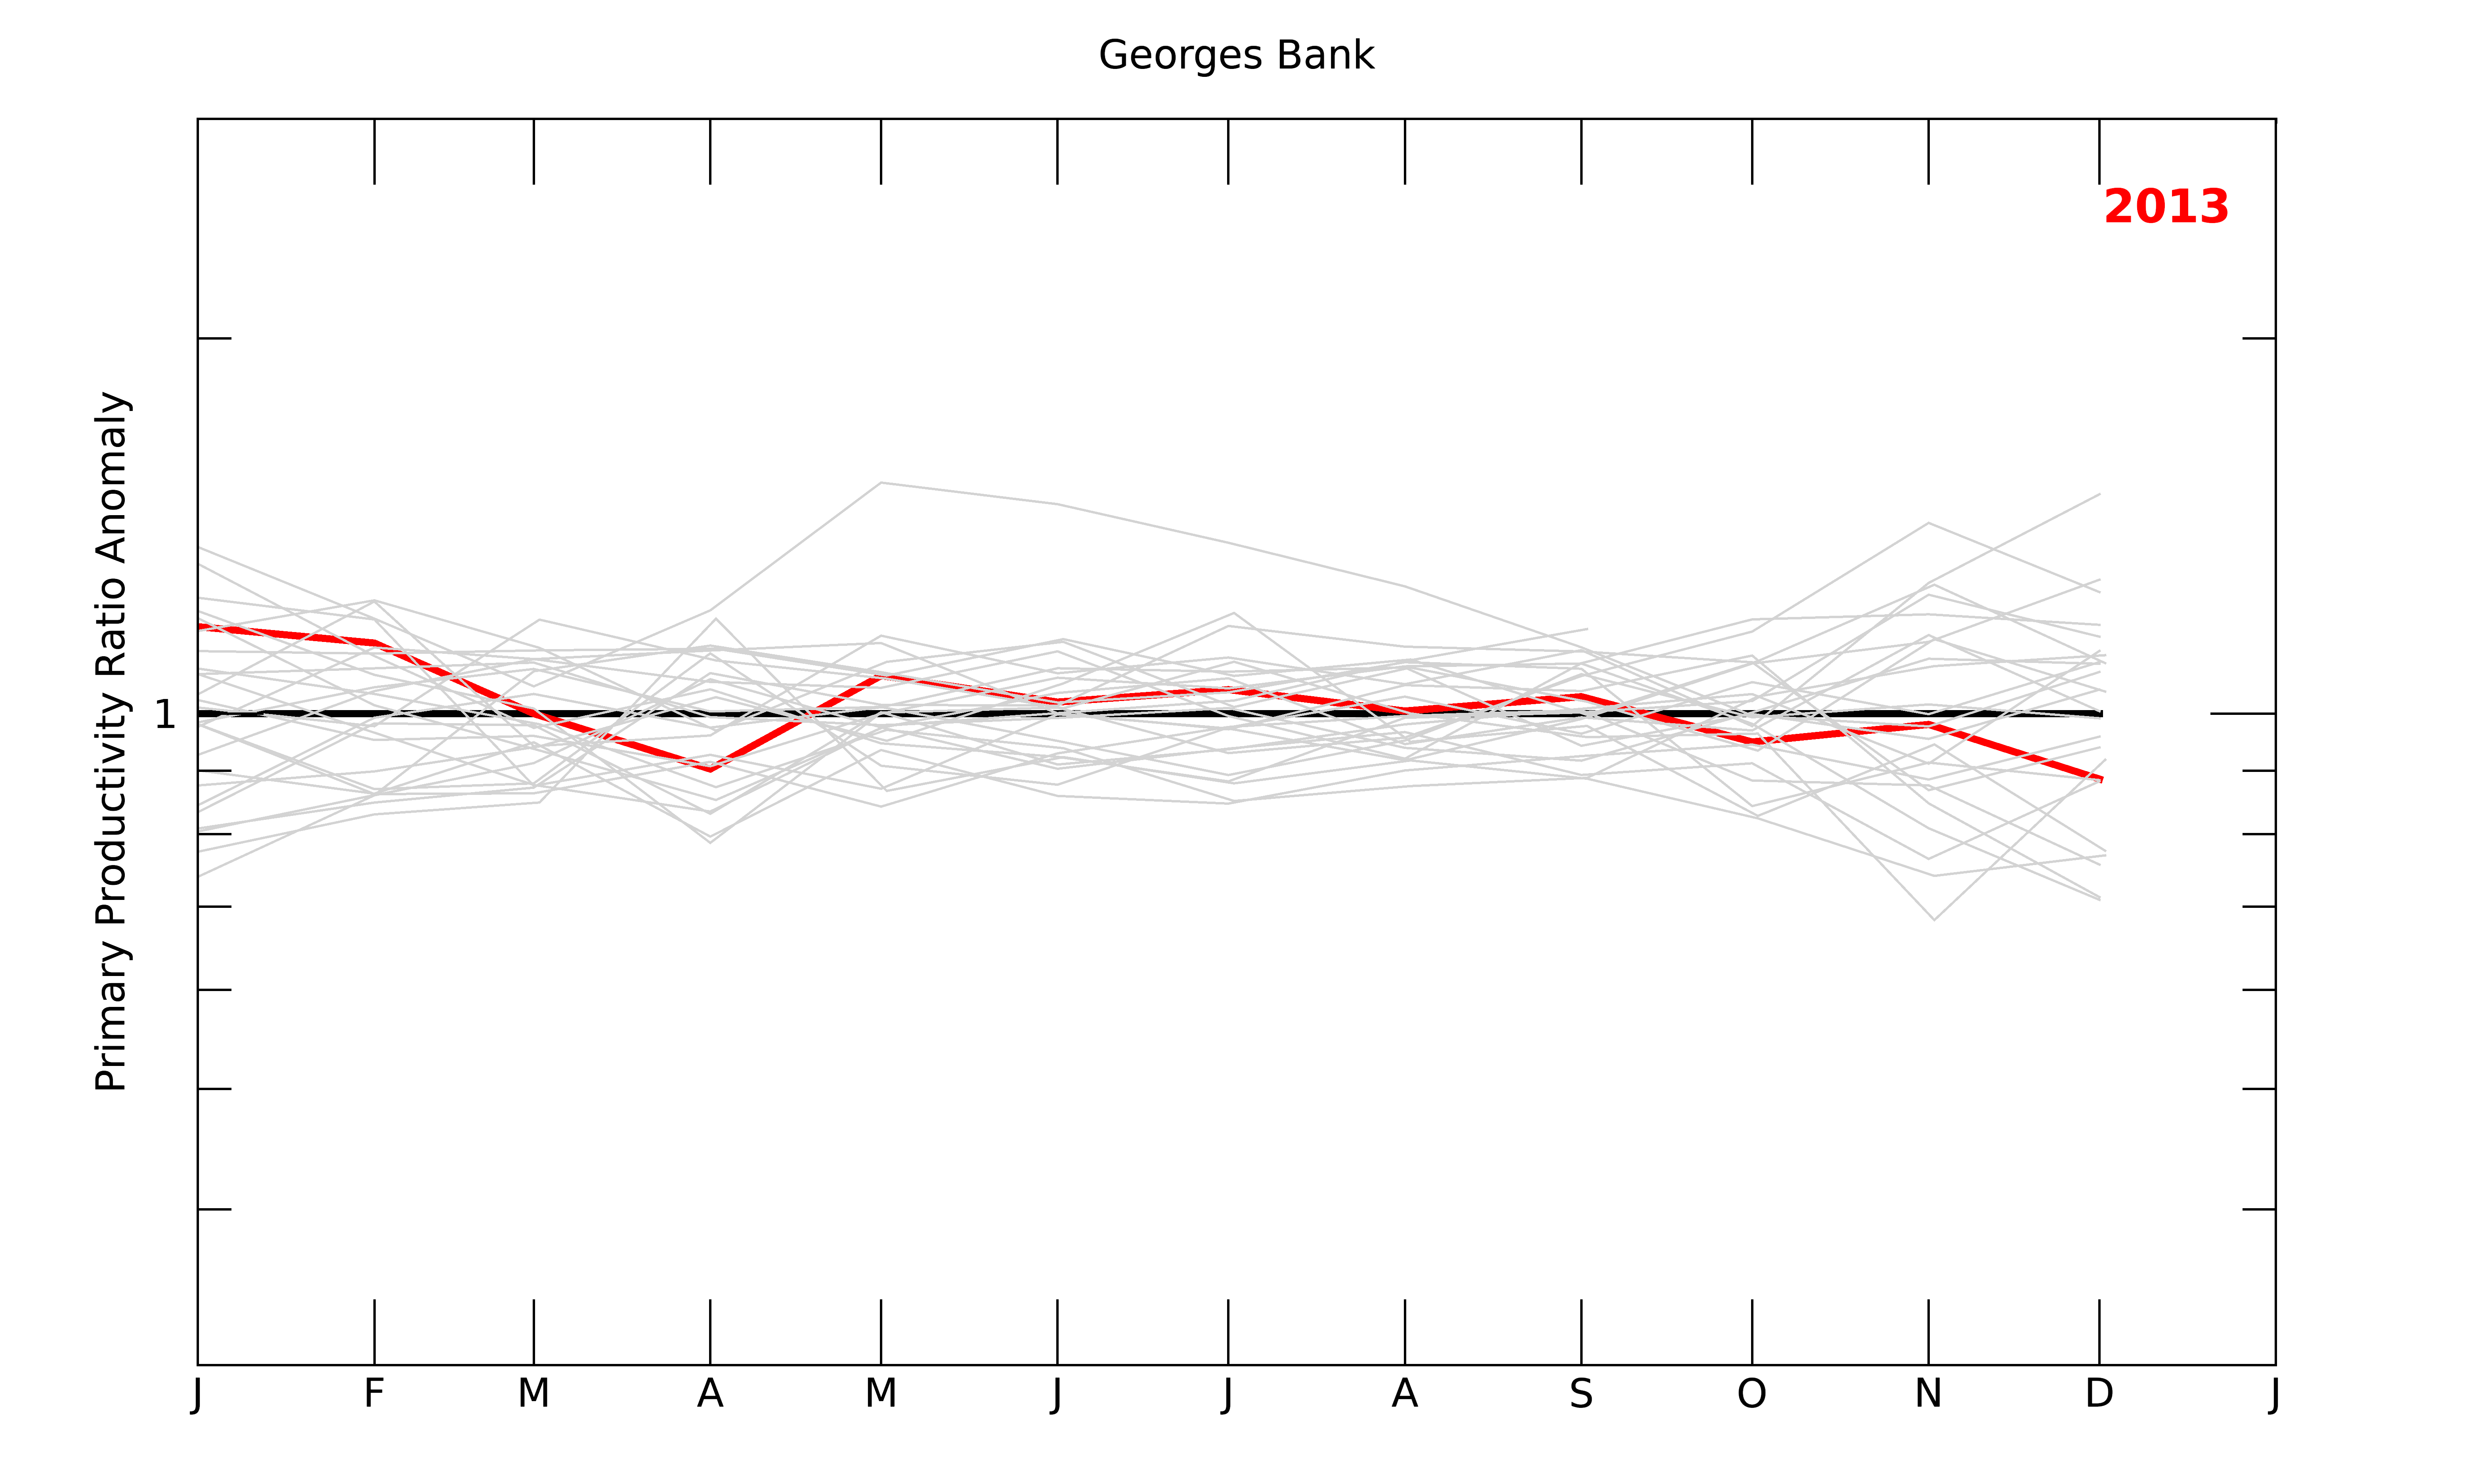 Georges Bank
2013
Primary Productivity Ratio Anomaly
1
J F M A M J J A S O N D J